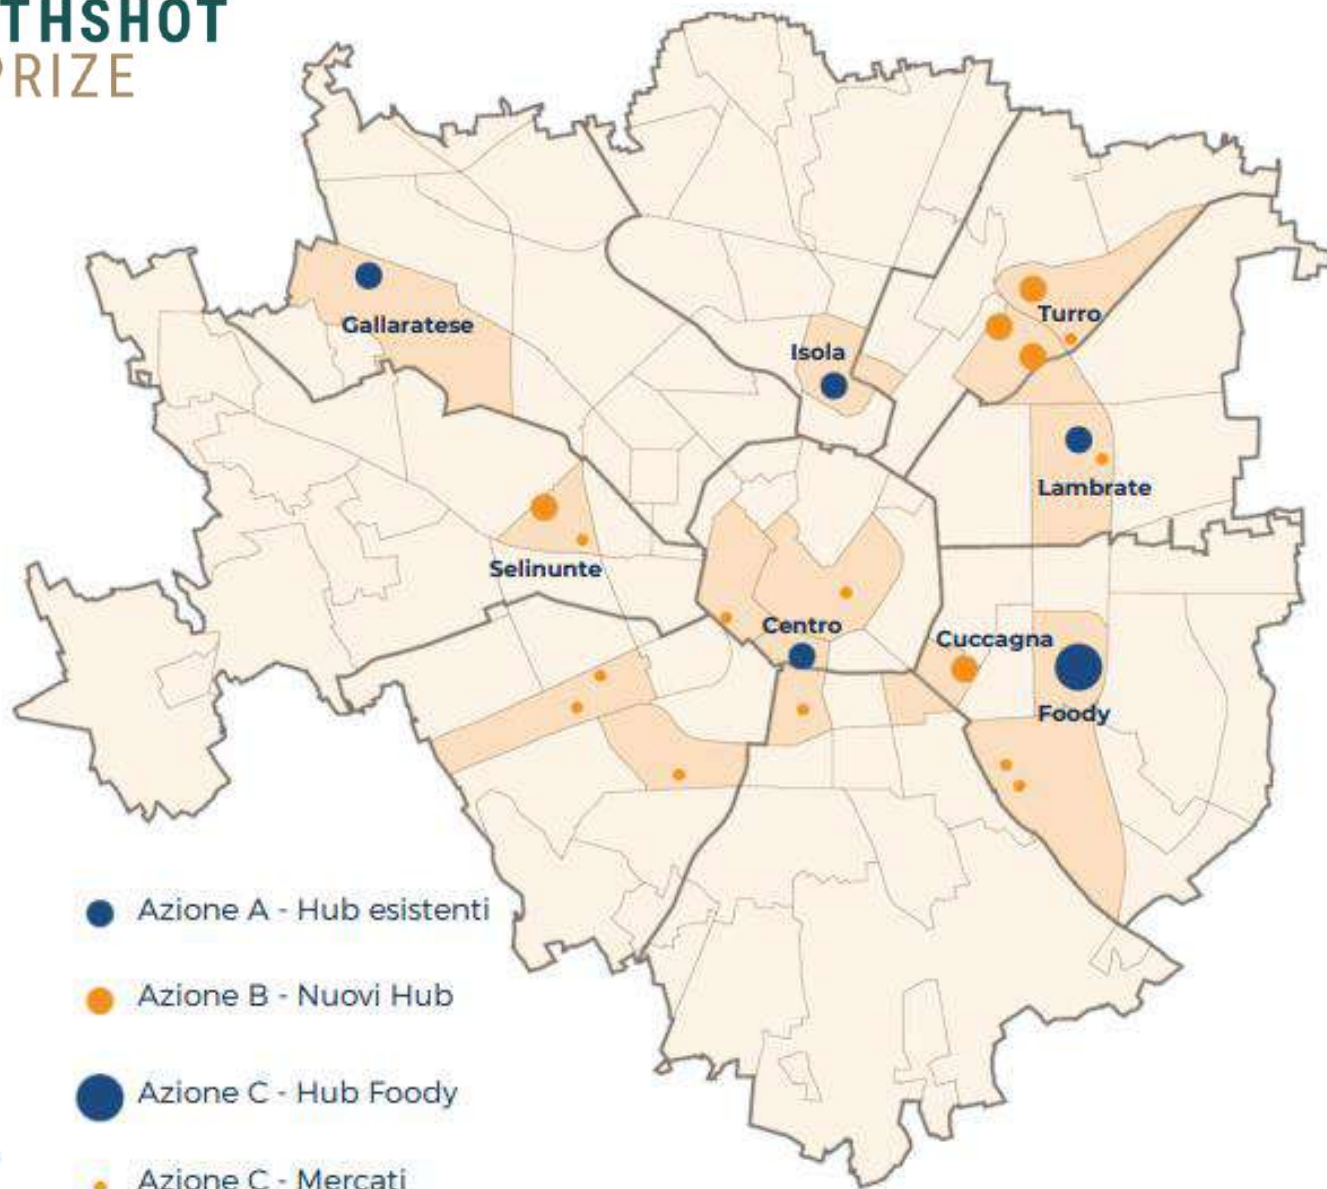 THSHOT
PRIZE
Gallaratese
Isola
Turro
Lambrate
Selinunte
Centro
Cuccagna
Foody
Azione A - Hub esistenti
Azione B - Nuovi Hub
Azione C - Hub Foody
Azione C - Mercati